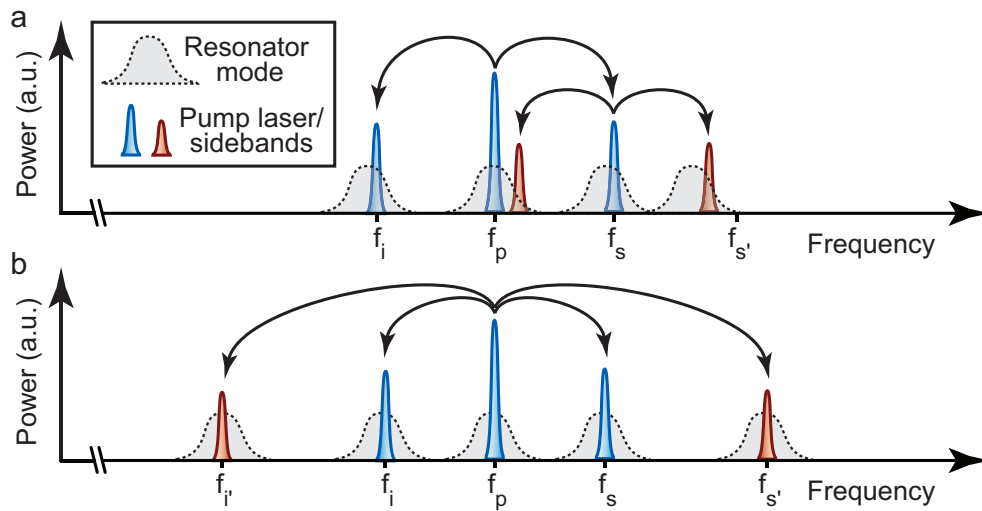 a
Power (a.u.)
Resonator
mode
Pump laser/
sidebands
f_i
f_p
f_s
f_s'
Frequency
b
Power (a.u.)
f_i'
f_i
f_p
f_s
f_s'
Frequency